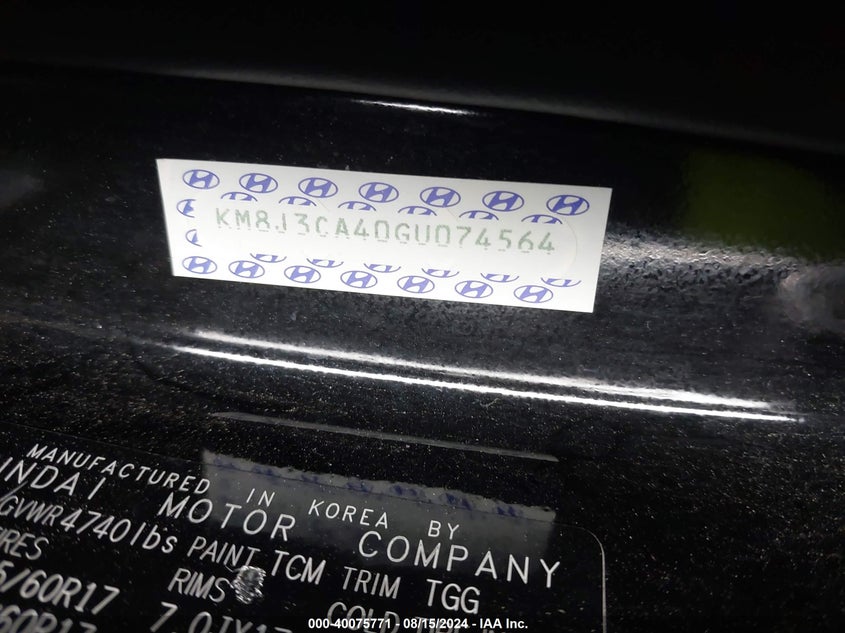 KM8J3CA40GU074564
MANUFACTURED IN KOREA BY
MOTOR COMPANY
GVWR4740lbs PAINT TCM TRIM TGG
RIMS
/60R17
000-40075771 - 08/15/2024 - IAA Inc.